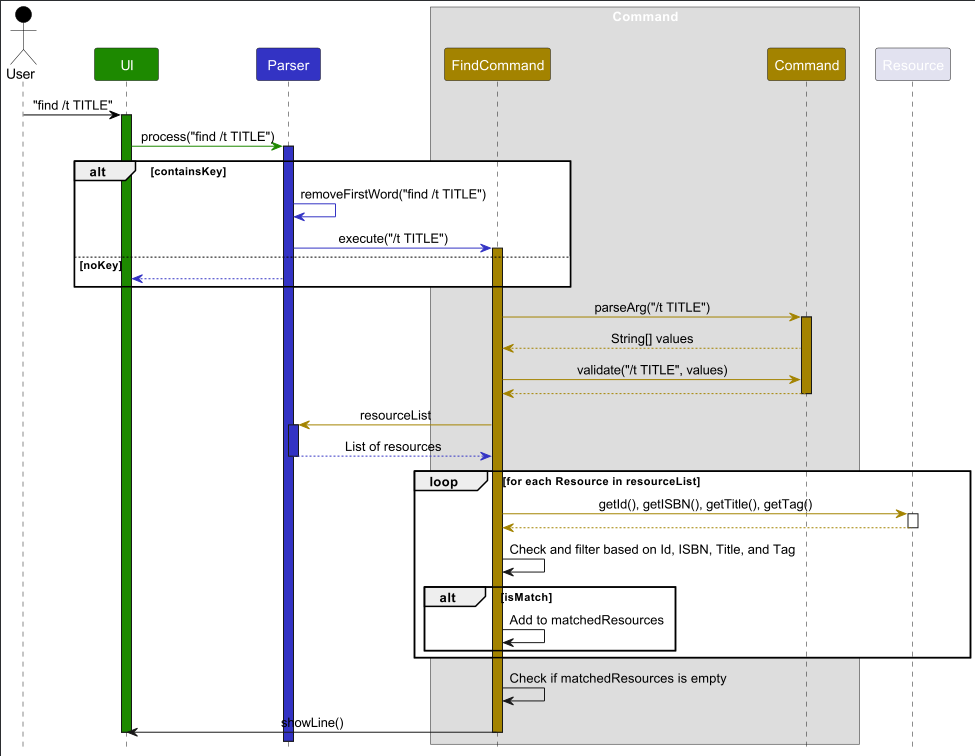 Command
User
UI
Parser
FindCommand
Command
Resource
"find /t TITLE"
process("find /t TITLE")
alt
[containsKey]
removeFirstWord("find /t TITLE")
execute("/t TITLE")
[noKey]
parseArg("/t TITLE")
String[] values
validate("/t TITLE", values)
resourceList
List of resources
loop
[for each Resource in resourceList]
getId(), getISBN(), getTitle(), getTag()
Check and filter based on Id, ISBN, Title, and Tag
alt
[isMatch]
Add to matchedResources
Check if matchedResources is empty
showLine()